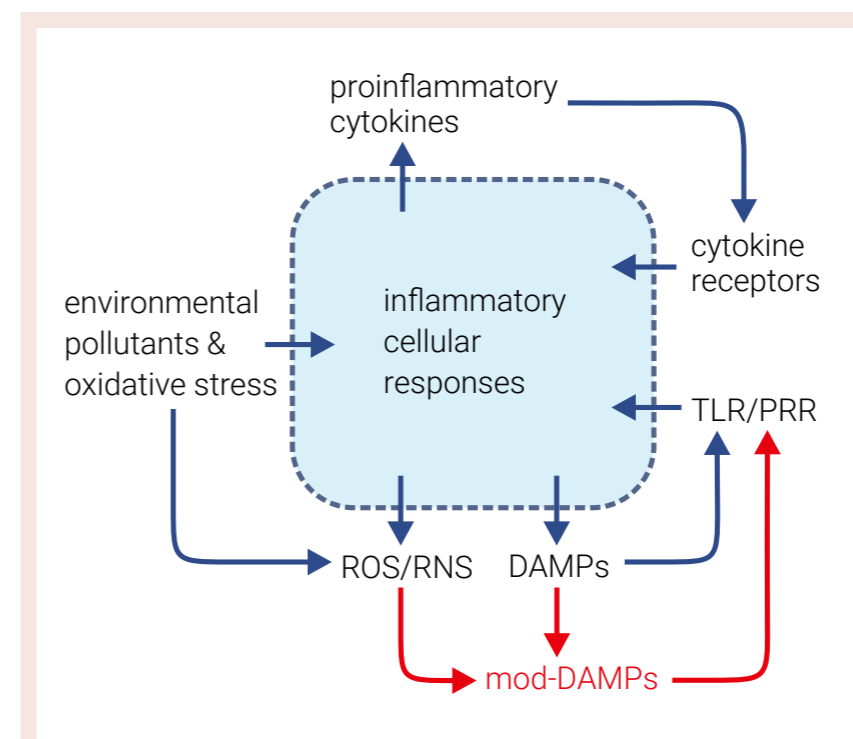 proinflammatory
cytokines
cytokine
receptors
environmental
pollutants &
oxidative stress
inflammatory
cellular
responses
TLR/PRR
ROS/RNS
DAMPs
mod-DAMPs